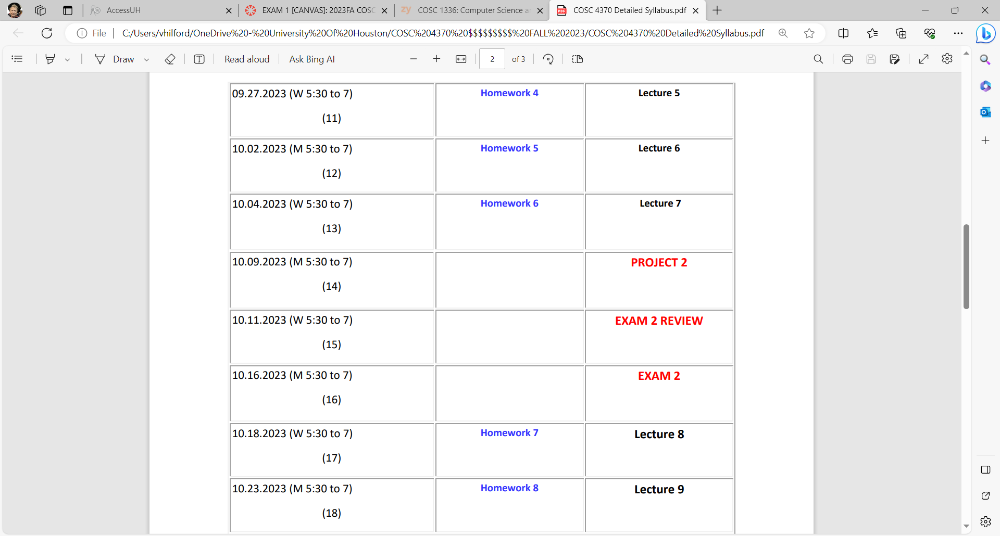 AccessUH
EXAM 1 [CANVAS]: 2023FA COSC
zy COSC 1336: Computer Science a
COSC 4370 Detailed Syllabus.pdf
File
C:/Users/vhilford/OneDrive%20-%20University%20Of%20Houston/COSC%204370%20$$$$$$$$$%20FALL%202023/COSC%204370%20Detailed%20Syllabus.pdf
Draw
Read aloud
Ask Bing AI
2 of 3
09.27.2023 (W 5:30 to 7) Homework 4 Lecture 5
(11)
10.02.2023 (M 5:30 to 7) Homework 5 Lecture 6
(12)
10.04.2023 (W 5:30 to 7) Homework 6 Lecture 7
(13)
10.09.2023 (M 5:30 to 7) PROJECT 2
(14)
10.11.2023 (W 5:30 to 7) EXAM 2 REVIEW
(15)
10.16.2023 (M 5:30 to 7) EXAM 2
(16)
10.18.2023 (W 5:30 to 7) Homework 7 Lecture 8
(17)
10.23.2023 (M 5:30 to 7) Homework 8 Lecture 9
(18)